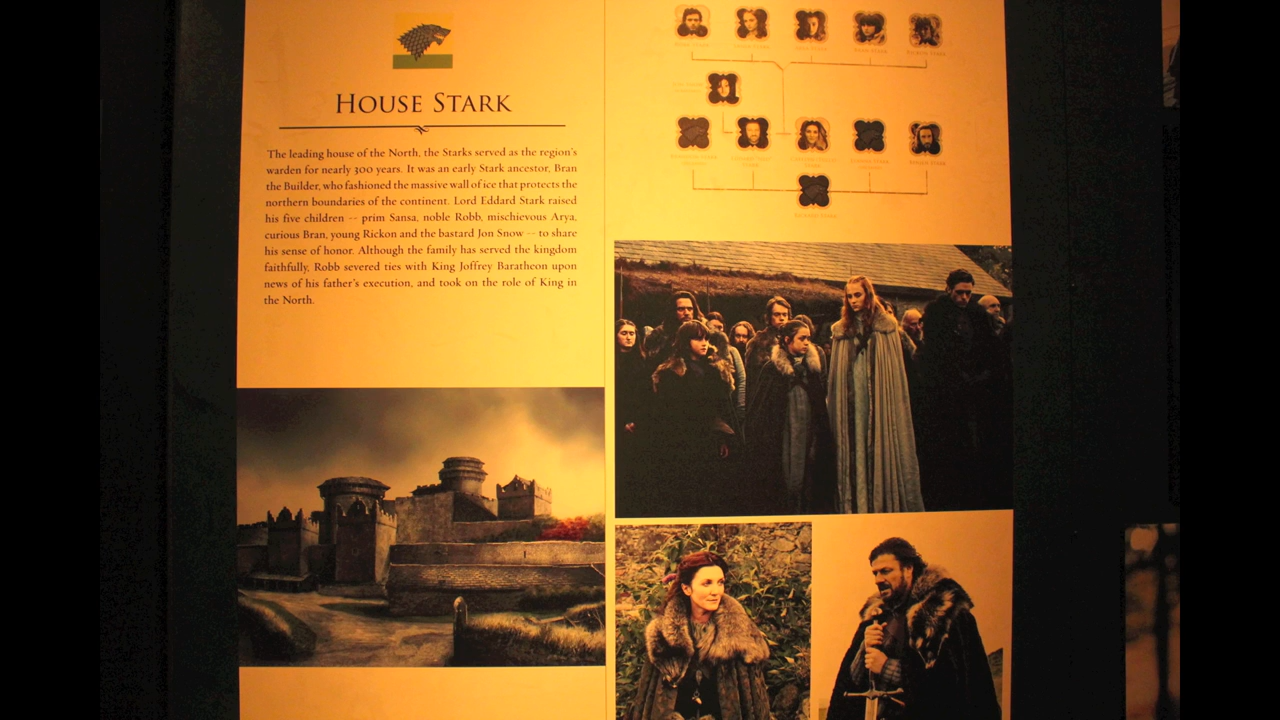 HOUSE STARK
The leading house of the North, the Starks served as the region's
warden for nearly 300 years. It was an early Stark ancestor, Bran
the Builder, who fashioned the massive wall of ice that protects the
northern boundaries of the continent. Lord Eddard Stark raised
his five children -- prim Sansa, noble Robb, mischievous Arya,
curious Bran, young Rickon and the bastard Jon Snow -- to share
his sense of honor. Although the family has served the kingdom
faithfully, Robb severed ties with King Joffrey Baratheon upon
news of his father's execution, and took on the role of King in
the North.